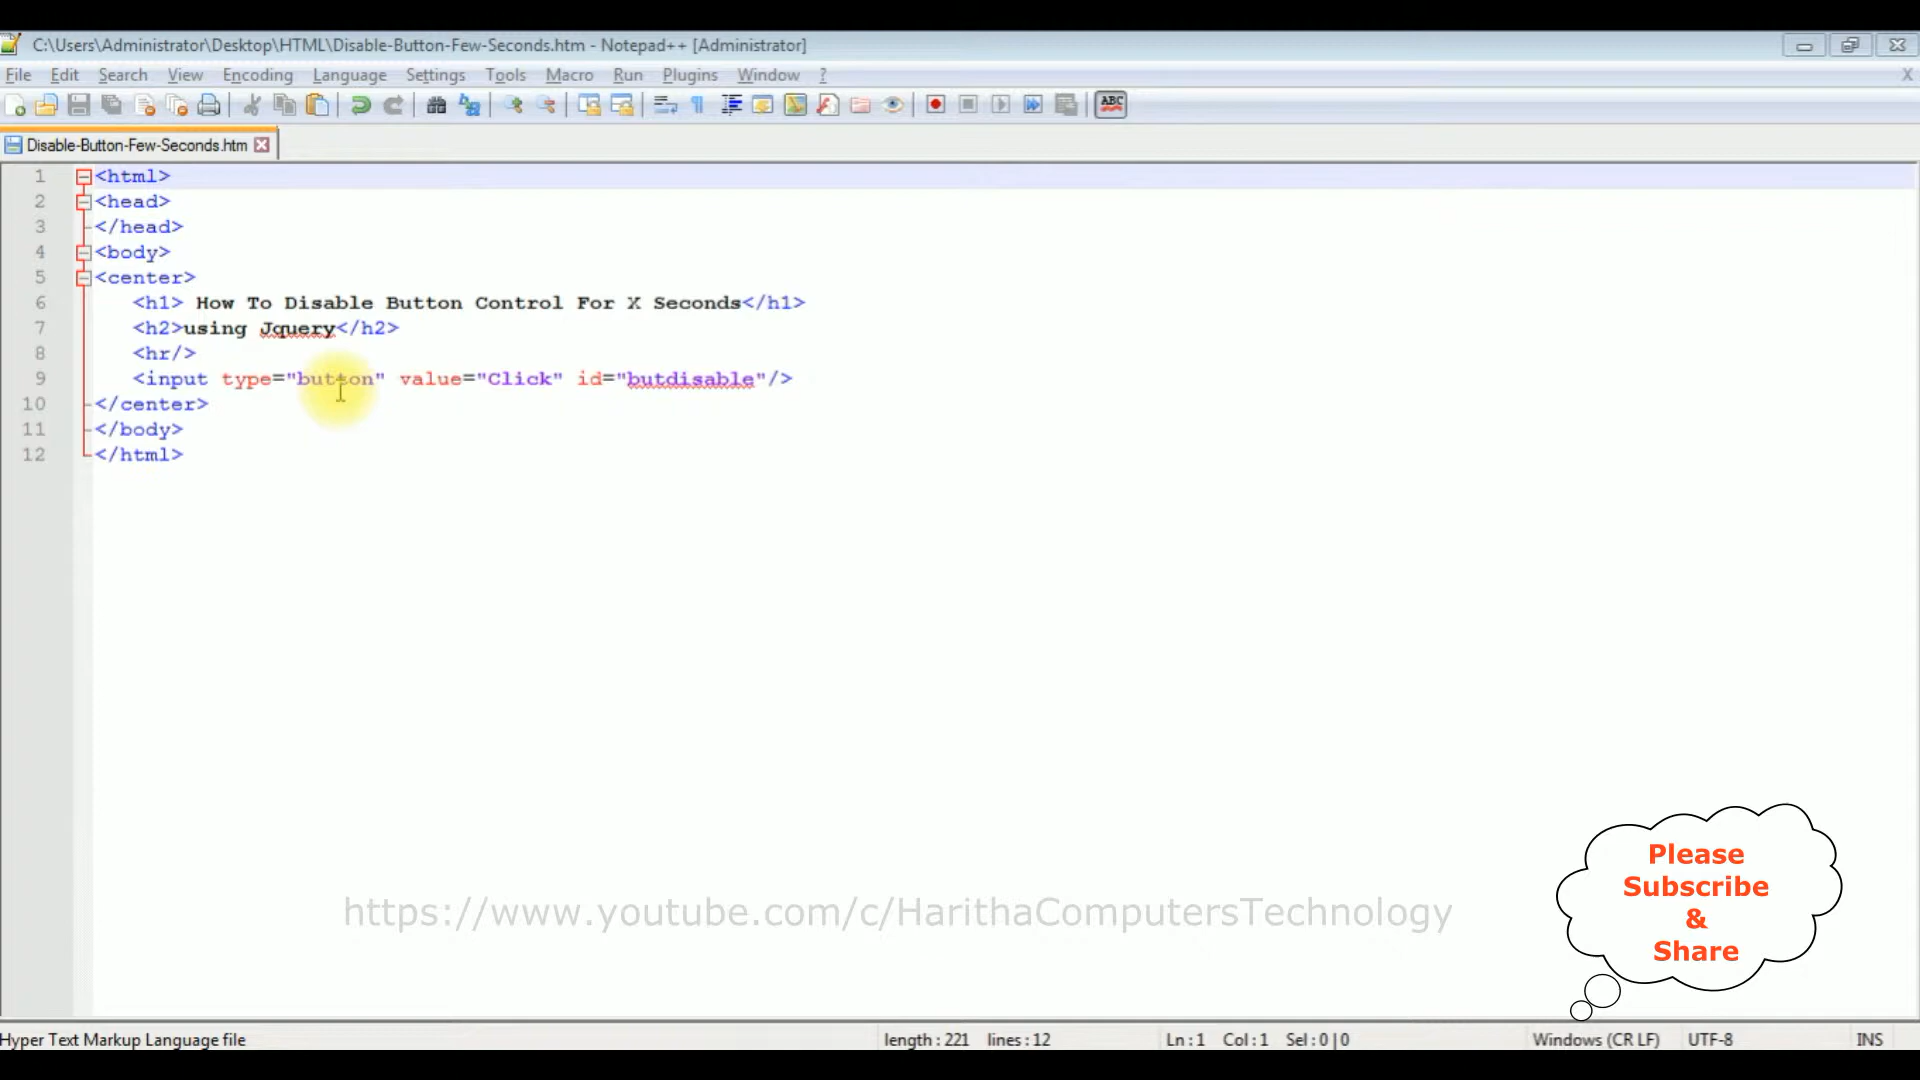 C:\Users\Administrator\Desktop\HTML\Disable-Button-Few-Seconds.htm - Notepad++ [Administrator]
File Edit Search View Encoding Language Settings Tools Macro Run Plugins Window ? X
ABC
Disable-Button-Few-Seconds.htm
1 <html>
2 <head>
3 </head>
4 <body>
5 <center>
6 <h1> How To Disable Button Control For X Seconds</h1>
7 <h2>using Jquery</h2>
8 <hr/>
9 <input type="button" value="Click" id="butdisable"/>
10 </center>
11 </body>
12 </html>
Please
Subscribe
&
Share
https://www.youtube.com/c/HarithaComputersTechnology
Hyper Text Markup Language file length : 221 lines : 12 Ln : 1 Col : 1 Sel : 0 | 0 Windows (CR LF) UTF-8 INS